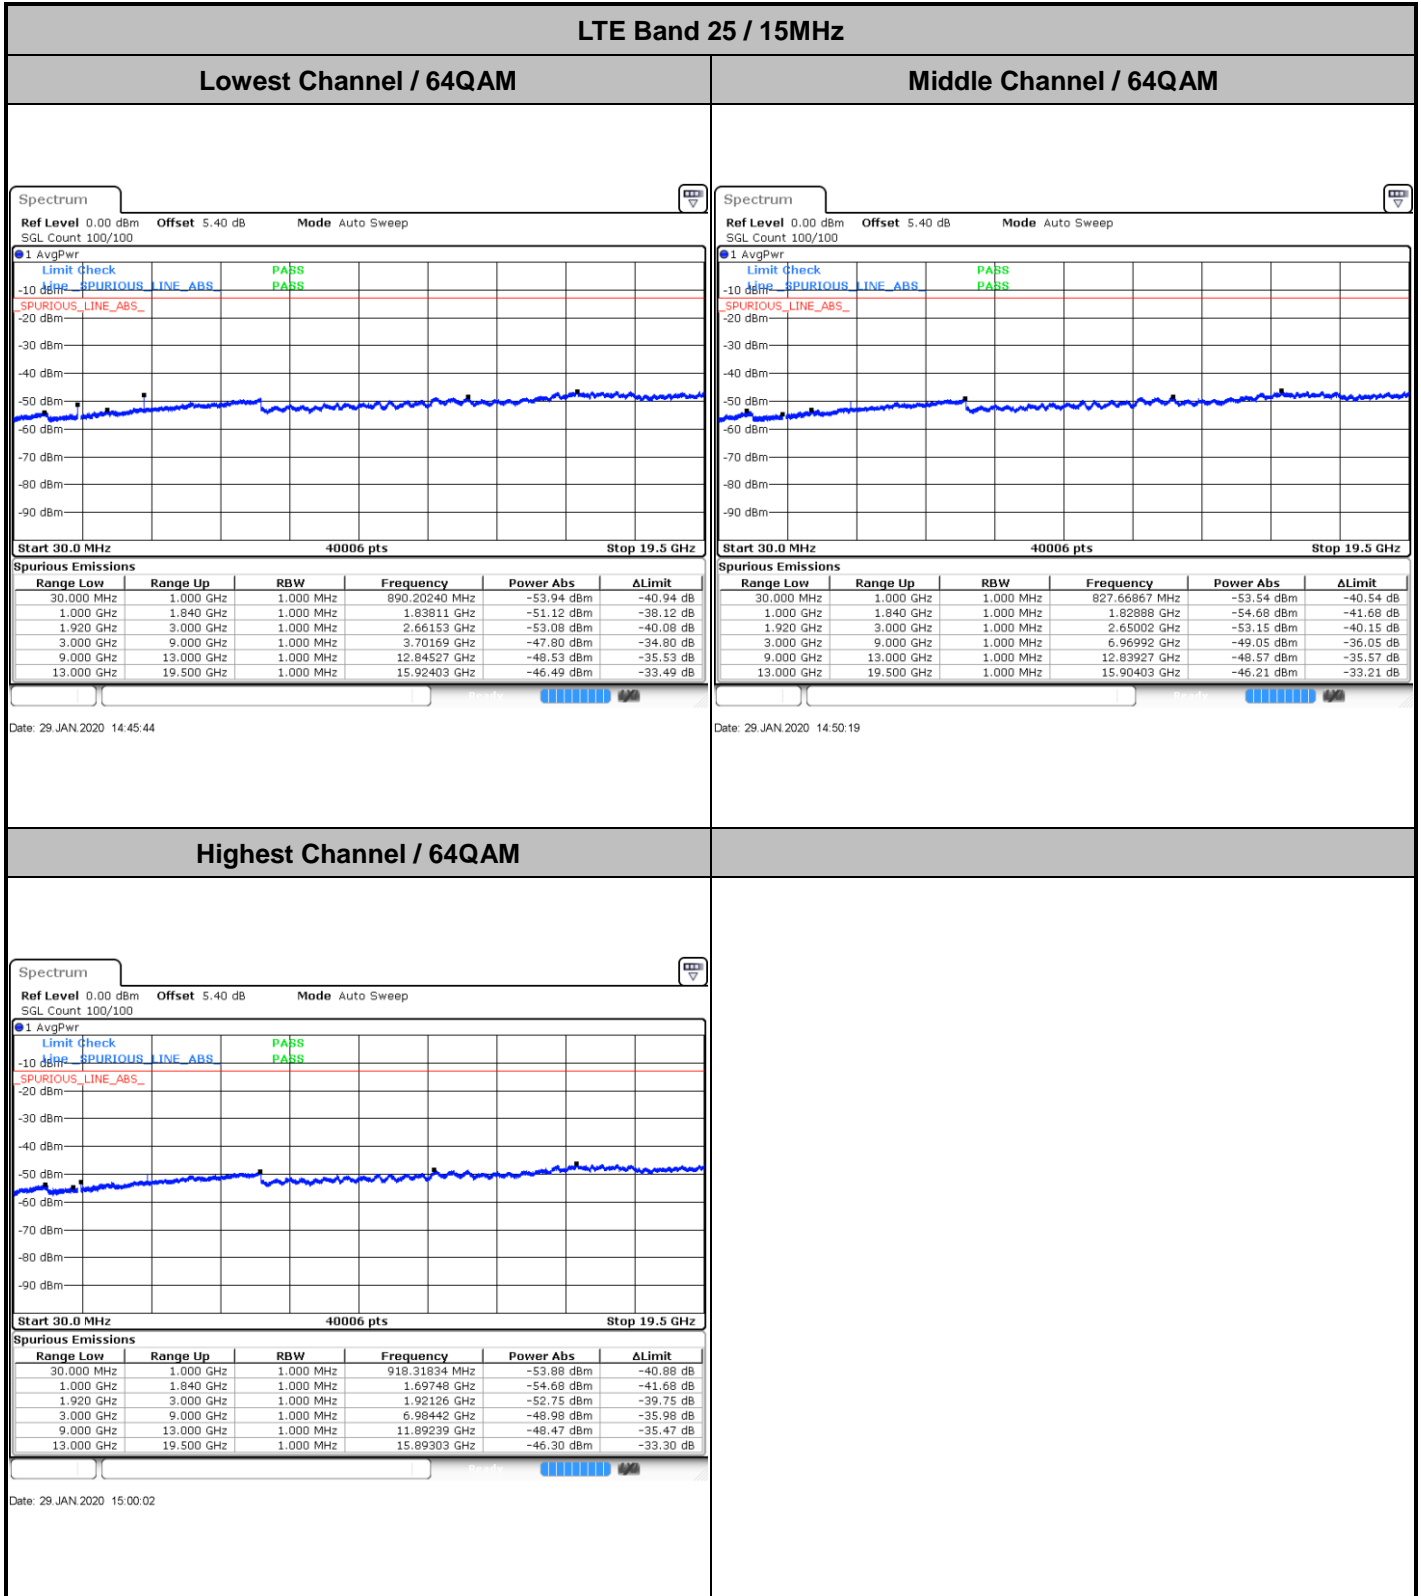 LTE Band 25 / 15MHz
Lowest Channel / 64QAM
Middle Channel / 64QAM
Spectrum
Ref Level 0.00 dBm Offset 5.40 dB Mode Auto Sweep
SGL Count 100/100
1 AvgPwr
Limit Check PASS
Line _SPURIOUS_LINE_ABS_ PASS
-10 dBm
_SPURIOUS_LINE_ABS_
-20 dBm
-30 dBm
-40 dBm
-50 dBm
-60 dBm
-70 dBm
-80 dBm
-90 dBm
Start 30.0 MHz 40006 pts Stop 19.5 GHz
Spurious Emissions
Range Low Range Up RBW Frequency Power Abs ΔLimit
30.000 MHz 1.000 GHz 1.000 MHz 890.20240 MHz -53.94 dBm -40.94 dB
1.000 GHz 1.840 GHz 1.000 MHz 1.83811 GHz -51.12 dBm -38.12 dB
1.920 GHz 3.000 GHz 1.000 MHz 2.66153 GHz -53.08 dBm -40.08 dB
3.000 GHz 9.000 GHz 1.000 MHz 3.70169 GHz -47.80 dBm -34.80 dB
9.000 GHz 13.000 GHz 1.000 MHz 12.84527 GHz -48.53 dBm -35.53 dB
13.000 GHz 19.500 GHz 1.000 MHz 15.92403 GHz -46.49 dBm -33.49 dB
Ready
Date: 29.JAN.2020 14:45:44
Spectrum
Ref Level 0.00 dBm Offset 5.40 dB Mode Auto Sweep
SGL Count 100/100
1 AvgPwr
Limit Check PASS
Line _SPURIOUS_LINE_ABS_ PASS
-10 dBm
_SPURIOUS_LINE_ABS_
-20 dBm
-30 dBm
-40 dBm
-50 dBm
-60 dBm
-70 dBm
-80 dBm
-90 dBm
Start 30.0 MHz 40006 pts Stop 19.5 GHz
Spurious Emissions
Range Low Range Up RBW Frequency Power Abs ΔLimit
30.000 MHz 1.000 GHz 1.000 MHz 827.66867 MHz -53.54 dBm -40.54 dB
1.000 GHz 1.840 GHz 1.000 MHz 1.82888 GHz -54.68 dBm -41.68 dB
1.920 GHz 3.000 GHz 1.000 MHz 2.65002 GHz -53.15 dBm -40.15 dB
3.000 GHz 9.000 GHz 1.000 MHz 6.96992 GHz -49.05 dBm -36.05 dB
9.000 GHz 13.000 GHz 1.000 MHz 12.83927 GHz -48.57 dBm -35.57 dB
13.000 GHz 19.500 GHz 1.000 MHz 15.90403 GHz -46.21 dBm -33.21 dB
Ready
Date: 29.JAN.2020 14:50:19
Highest Channel / 64QAM
Spectrum
Ref Level 0.00 dBm Offset 5.40 dB Mode Auto Sweep
SGL Count 100/100
1 AvgPwr
Limit Check PASS
Line _SPURIOUS_LINE_ABS_ PASS
-10 dBm
_SPURIOUS_LINE_ABS_
-20 dBm
-30 dBm
-40 dBm
-50 dBm
-60 dBm
-70 dBm
-80 dBm
-90 dBm
Start 30.0 MHz 40006 pts Stop 19.5 GHz
Spurious Emissions
Range Low Range Up RBW Frequency Power Abs ΔLimit
30.000 MHz 1.000 GHz 1.000 MHz 918.31834 MHz -53.88 dBm -40.88 dB
1.000 GHz 1.840 GHz 1.000 MHz 1.69748 GHz -54.68 dBm -41.68 dB
1.920 GHz 3.000 GHz 1.000 MHz 1.92126 GHz -52.75 dBm -39.75 dB
3.000 GHz 9.000 GHz 1.000 MHz 6.98442 GHz -48.98 dBm -35.98 dB
9.000 GHz 13.000 GHz 1.000 MHz 11.89239 GHz -48.47 dBm -35.47 dB
13.000 GHz 19.500 GHz 1.000 MHz 15.89303 GHz -46.30 dBm -33.30 dB
Ready
Date: 29.JAN.2020 15:00:02